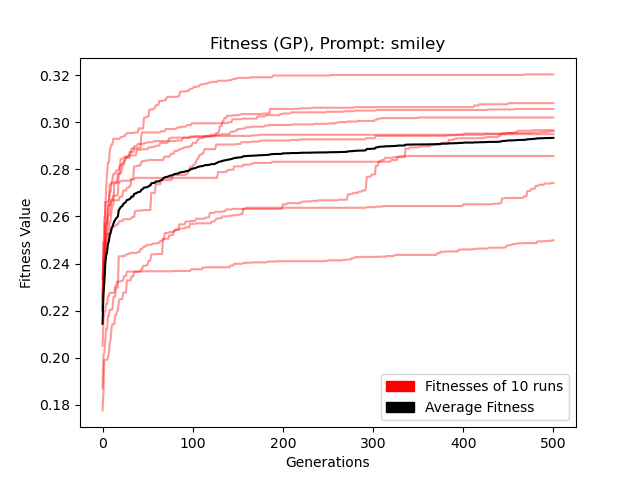 Fitness (GP), Prompt: smiley
Fitness Value
0.32
0.30
0.28
0.26
0.24
0.22
0.20
0.18
0 100 200 300 400 500
Generations
Fitnesses of 10 runs
Average Fitness